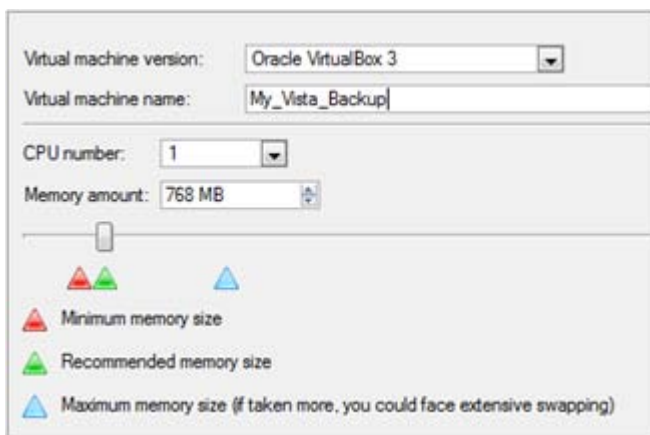 Virtual machine version: Oracle VirtualBox 3
Virtual machine name: My_Vista_Backup
CPU number: 1
Memory amount: 768 MB
Minimum memory size
Recommended memory size
Maximum memory size (if taken more, you could face extensive swapping)